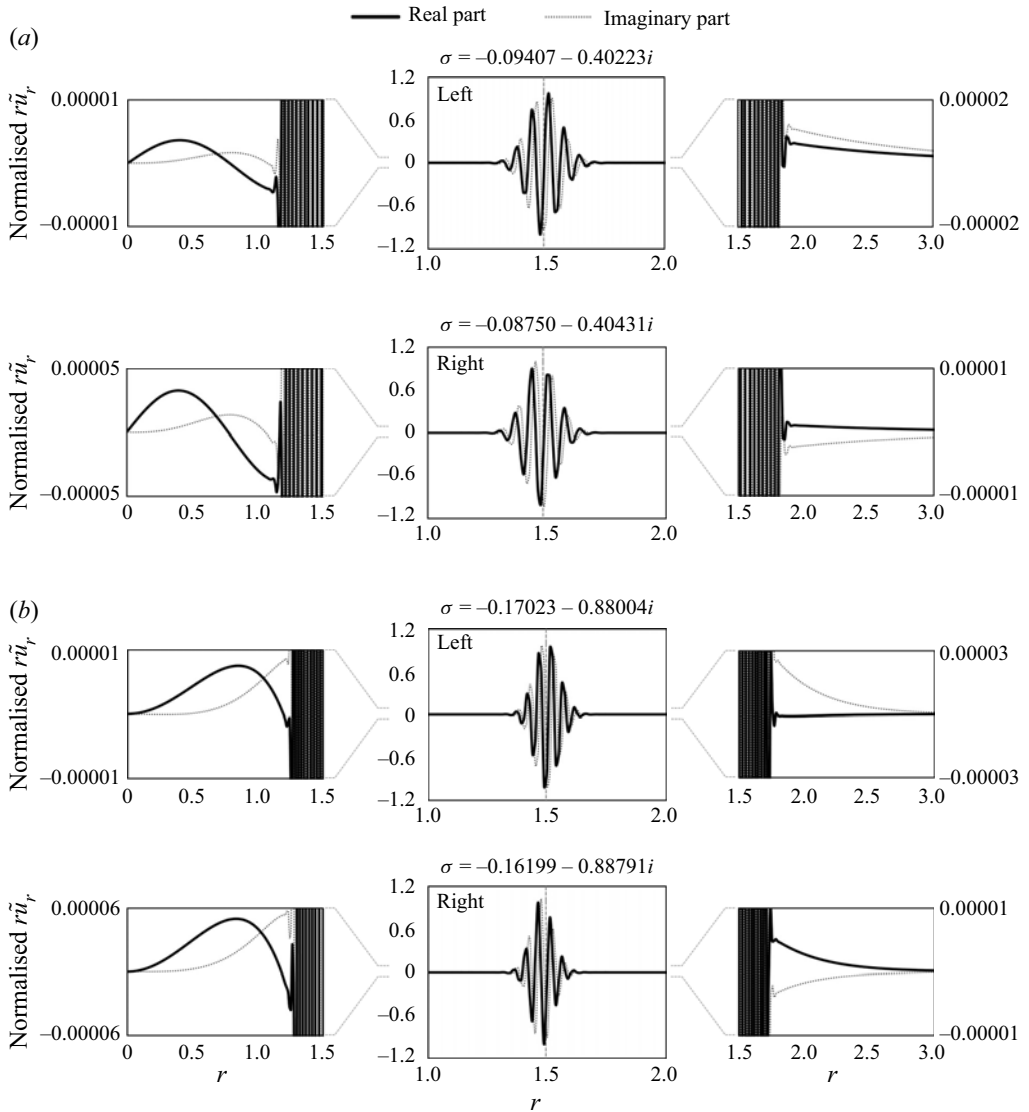 Real part Imaginary part
(a)
σ = –0.09407 – 0.40223i
Normalised rũr
0.00001
–0.00001
0 0.5 1.0 1.5
Left
1.2
0.6
0
–0.6
–1.2
1.0 1.5 2.0
0.00002
–0.00002
1.5 2.0 2.5 3.0
σ = –0.08750 – 0.40431i
Normalised rũr
0.00005
–0.00005
0 0.5 1.0 1.5
Right
1.2
0.6
0
–0.6
–1.2
1.0 1.5 2.0
0.00001
–0.00001
1.5 2.0 2.5 3.0
(b)
σ = –0.17023 – 0.88004i
Normalised rũr
0.00001
–0.00001
0 0.5 1.0 1.5
Left
1.2
0.6
0
–0.6
–1.2
1.0 1.5 2.0
0.00003
–0.00003
1.5 2.0 2.5 3.0
σ = –0.16199 – 0.88791i
Normalised rũr
0.00006
–0.00006
0 0.5 1.0 1.5
r
Right
1.2
0.6
0
–0.6
–1.2
1.0 1.5 2.0
r
0.00001
–0.00001
1.5 2.0 2.5 3.0
r